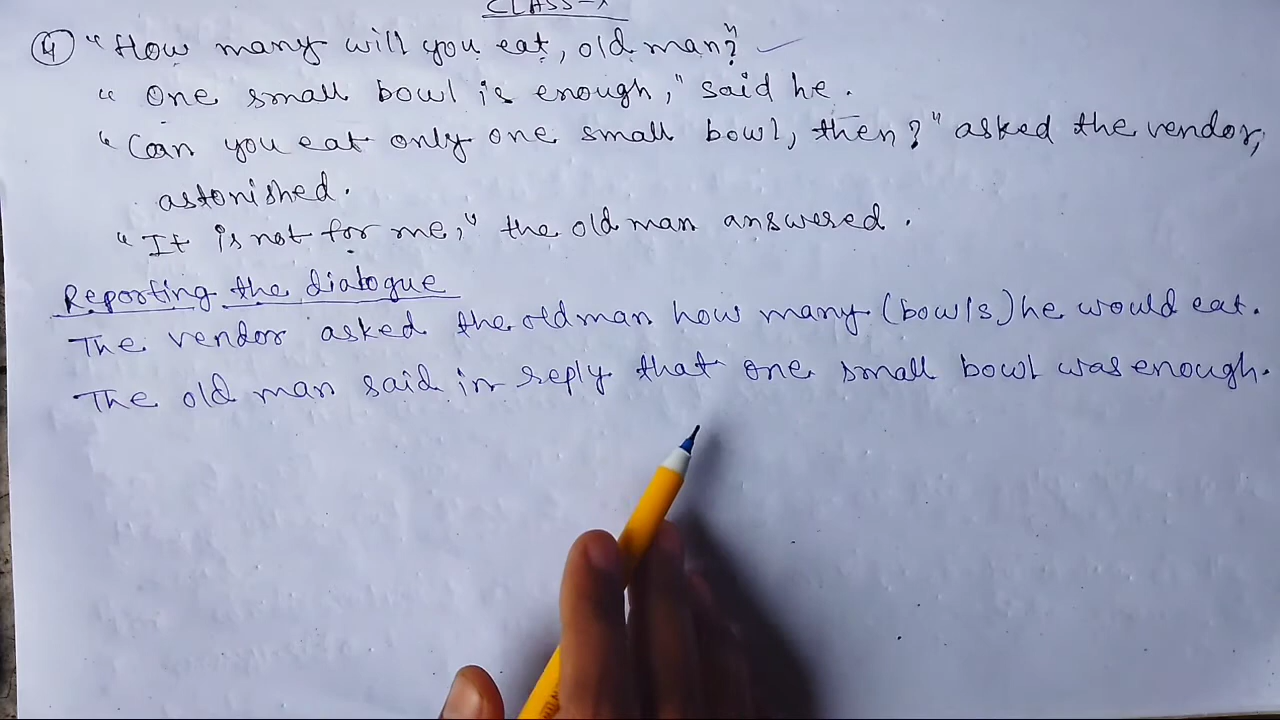 CLASS-X
④ "How many will you eat, old man?"
" One small bowl is enough," said he.
"Can you eat only one small bowl, then?" asked the vendor,
astonished.
"It is not for me," the old man answered.
Reporting the dialogue
The vendor asked the old man how many (bowls) he would eat.
The old man said in reply that one small bowl was enough.